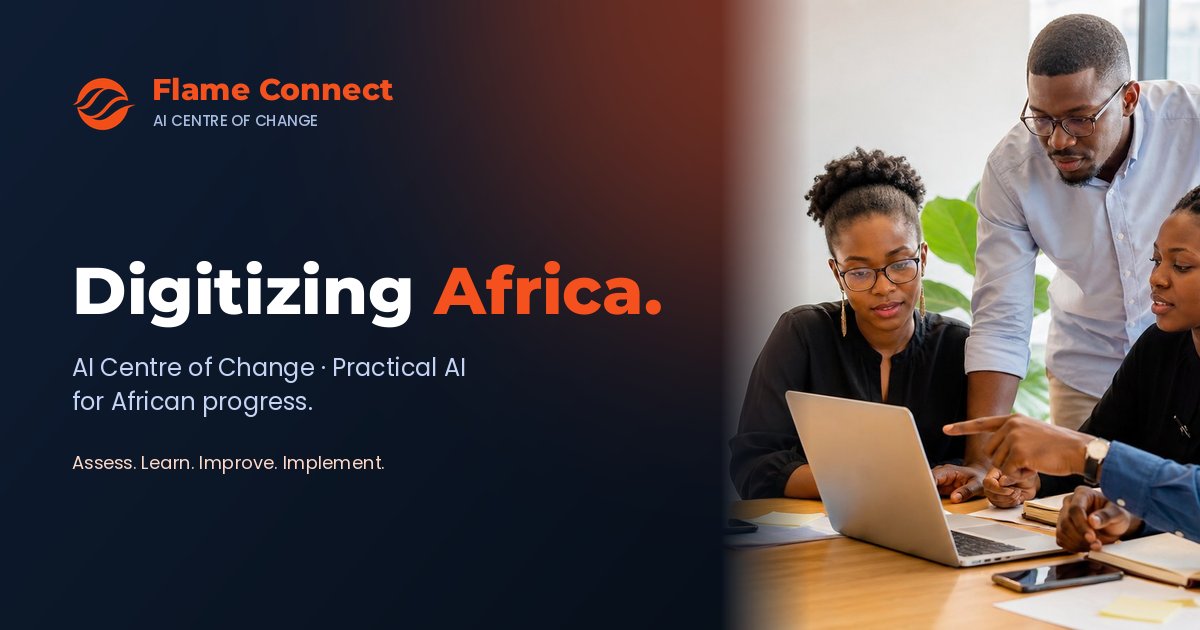 Flame Connect
AI CENTRE OF CHANGE
Digitizing Africa.
AI Centre of Change · Practical AI
for African progress.
Assess. Learn. Improve. Implement.